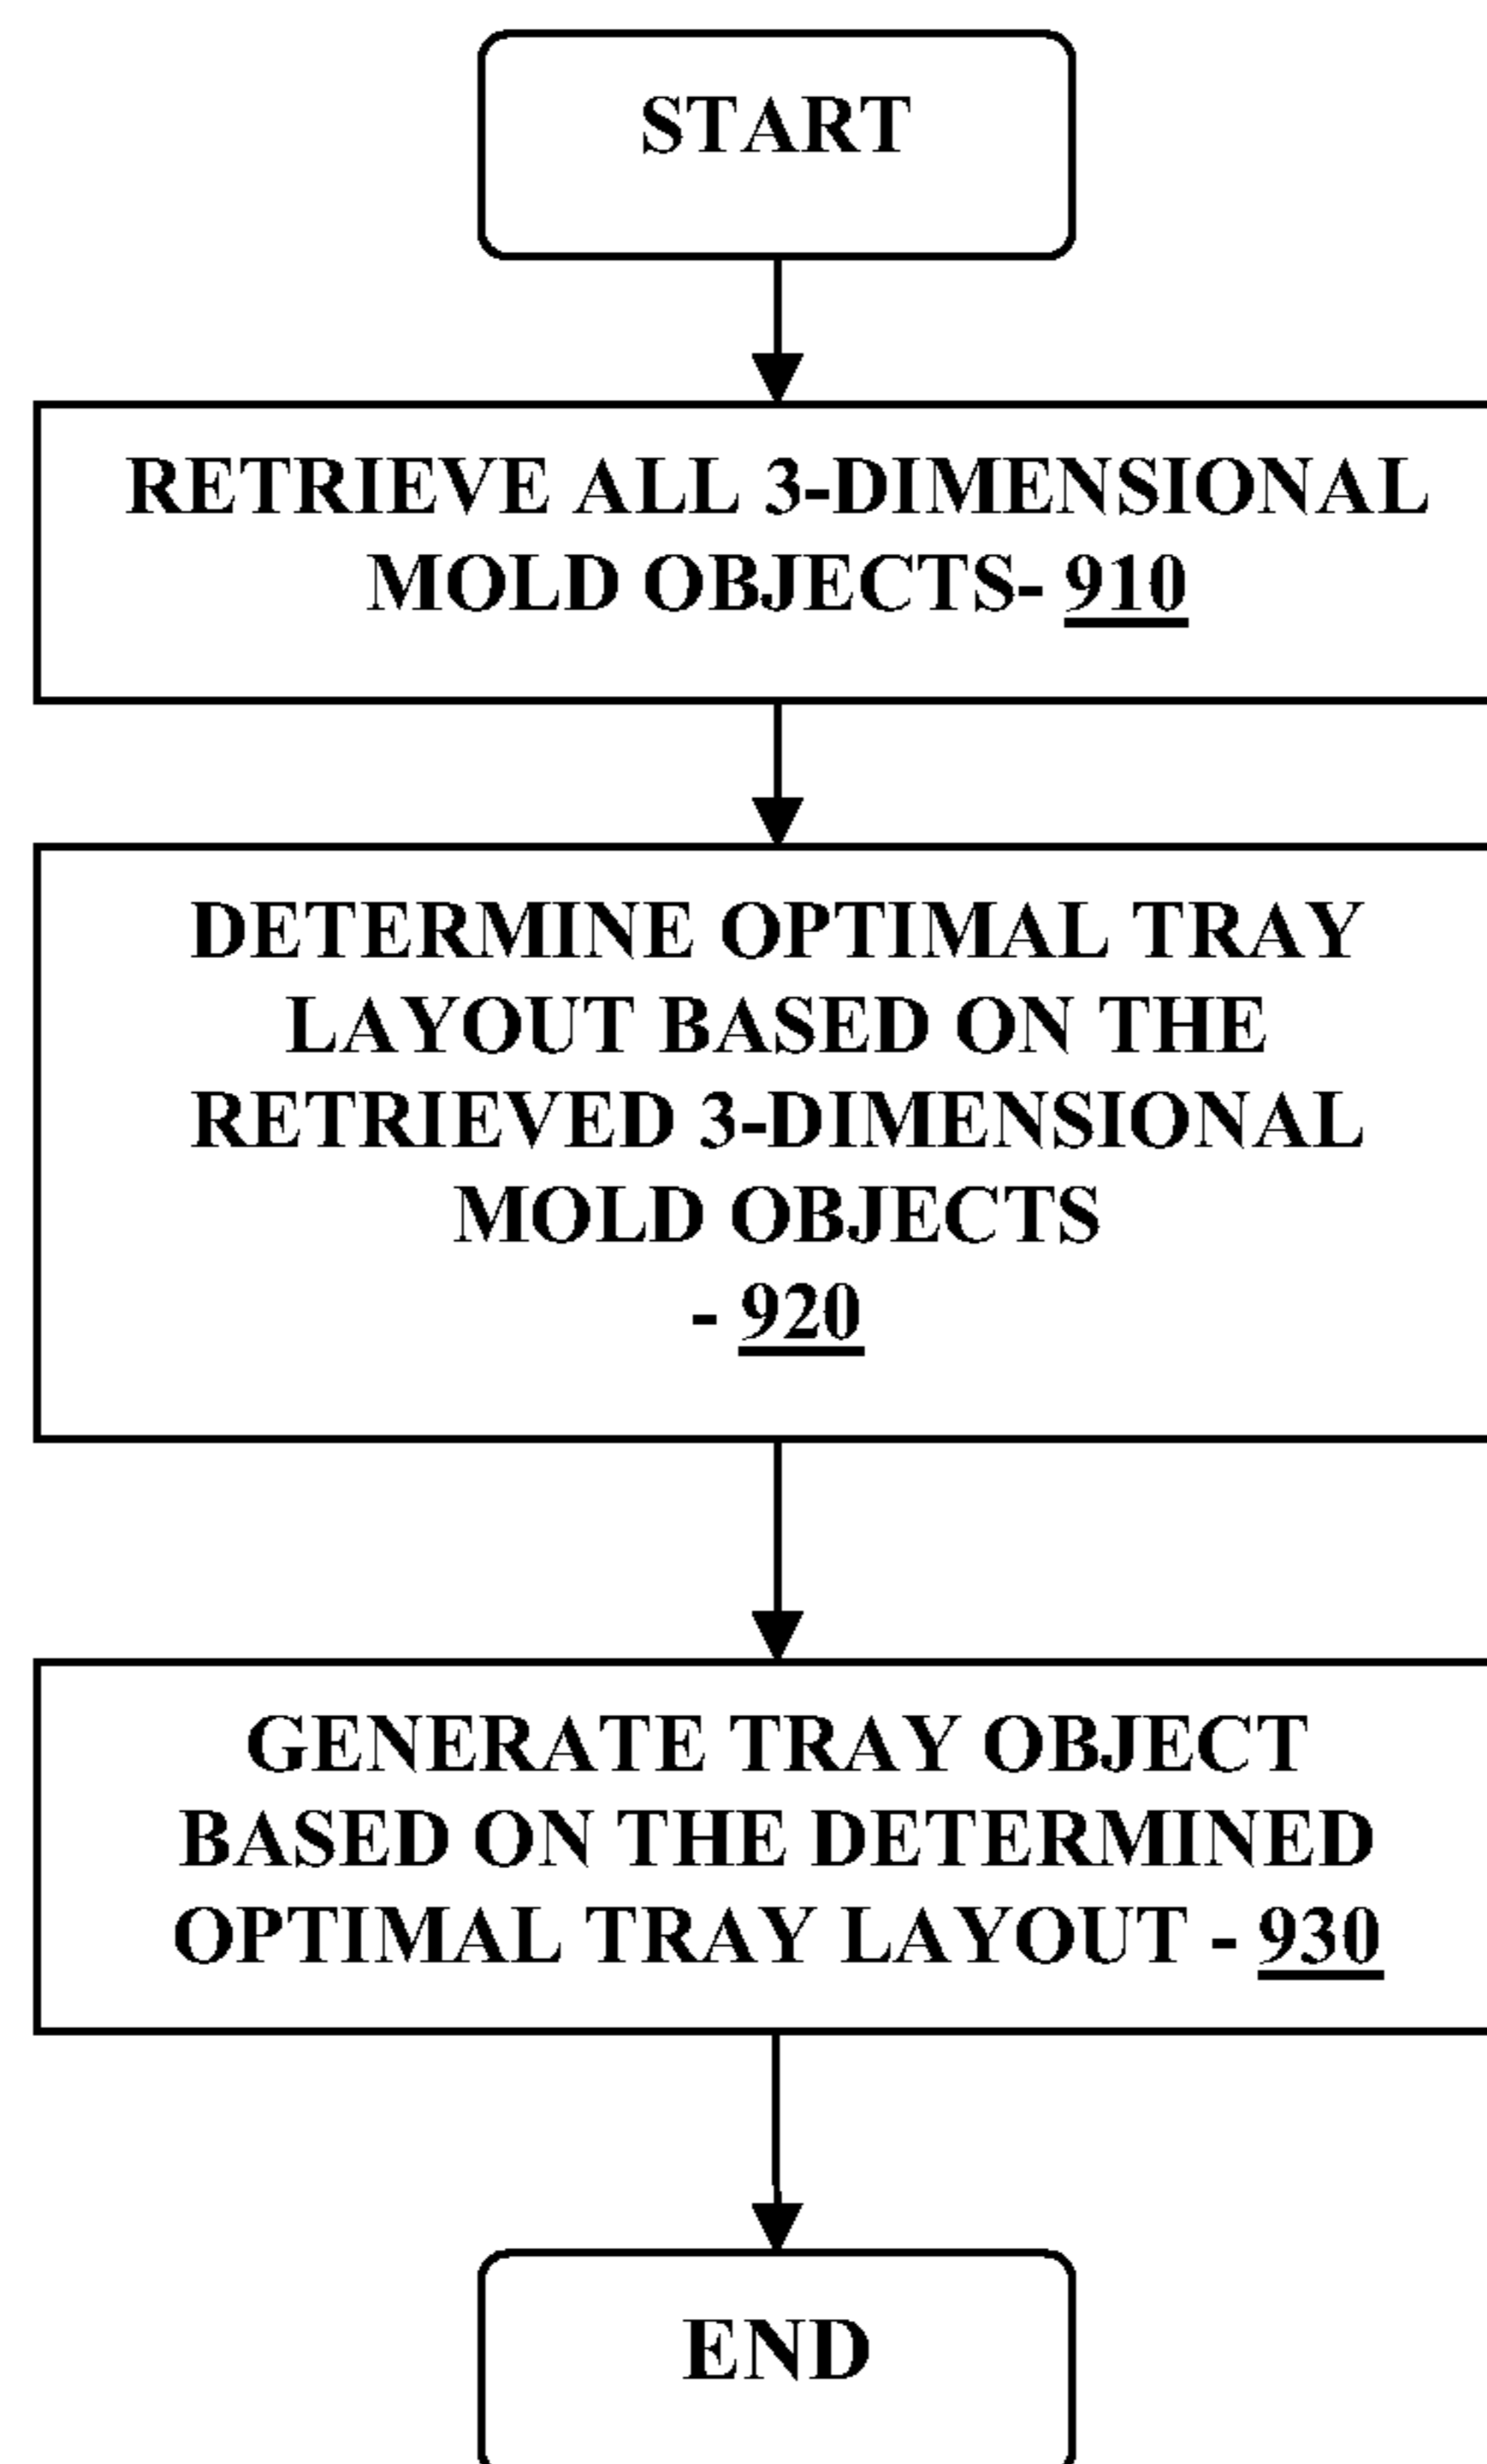 START
RETRIEVE ALL 3-DIMENSIONAL
MOLD OBJECTS- 910
DETERMINE OPTIMAL TRAY
LAYOUT BASED ON THE
RETRIEVED 3-DIMENSIONAL
MOLD OBJECTS
- 920
GENERATE TRAY OBJECT
BASED ON THE DETERMINED
OPTIMAL TRAY LAYOUT - 930
END